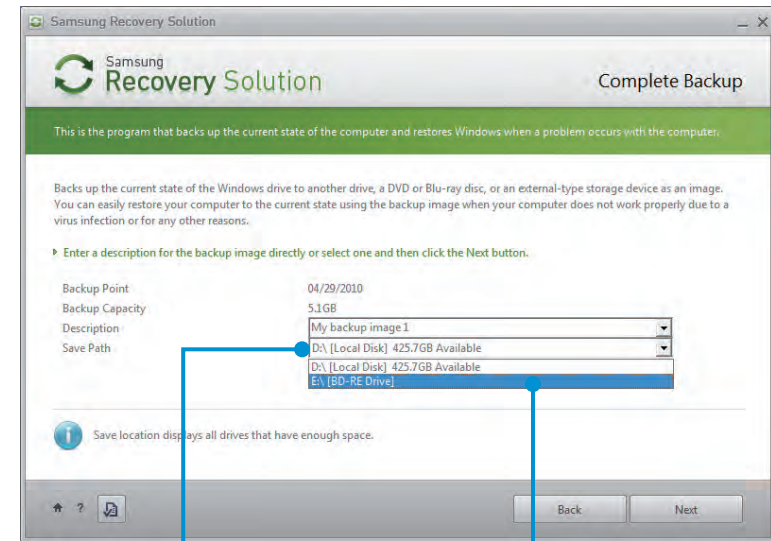 Samsung Recovery Solution
Samsung
Recovery Solution
Complete Backup
This is the program that backs up the current state of the computer and restores Windows when a problem occurs with the computer.
Backs up the current state of the Windows drive to another drive, a DVD or Blu-ray disc, or an external-type storage device as an image.
You can easily restore your computer to the current state using the backup image when your computer does not work properly due to a
virus infection or for any other reasons.
Enter a description for the backup image directly or select one and then click the Next button.
Backup Point 04/29/2010
Backup Capacity 5.1GB
Description My backup image 1
Save Path D:\ [Local Disk] 425.7GB Available
D:\ [Local Disk] 425.7GB Available
E:\ [BD-RE Drive]
Save location displays all drives that have enough space.
? Back Next